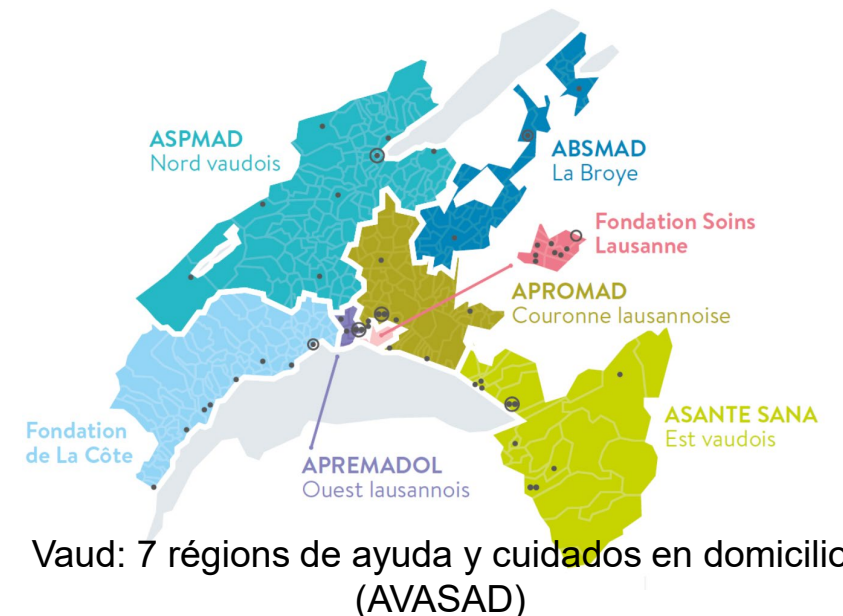 ASPMAD
Nord vaudois
ABSMAD
La Broye
Fondation Soins
Lausanne
APROMAD
Couronne lausannoise
Fondation
de La Côte
APREMADOL
Ouest lausannois
ASANTE SANA
Est vaudois
Vaud: 7 régions de ayuda y cuidados en domicilio
(AVASAD)